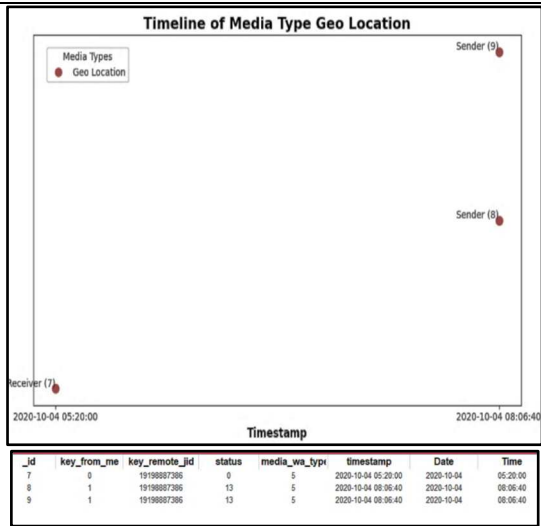 Timeline of Media Type Geo Location
Sender (9)
Media Types
Geo Location
Sender (8)
Receiver (7)
2020-10-04 05:20:00 2020-10-04 08:06:40
Timestamp
_id key_from_me key_remote_jid status media_wa_type timestamp Date Time
7 0 19198887386 0 5 2020-10-04 05:20:00 2020-10-04 05:20:00
8 1 19198887386 13 5 2020-10-04 08:06:40 2020-10-04 08:06:40
9 1 19198887386 13 5 2020-10-04 08:06:40 2020-10-04 08:06:40